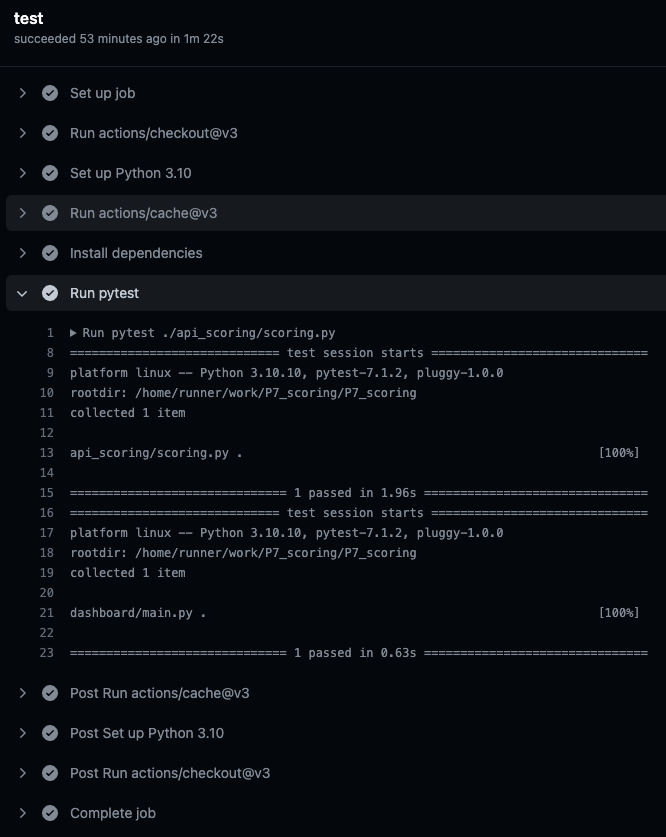 test
succeeded 53 minutes ago in 1m 22s
Set up job
Run actions/checkout@v3
Set up Python 3.10
Run actions/cache@v3
Install dependencies
Run pytest
1 Run pytest ./api_scoring/scoring.py
8 ============================= test session starts ==============================
9 platform linux -- Python 3.10.10, pytest-7.1.2, pluggy-1.0.0
10 rootdir: /home/runner/work/P7_scoring/P7_scoring
11 collected 1 item
12
13 api_scoring/scoring.py . [100%]
14
15 ============================== 1 passed in 1.96s ===============================
16 ============================= test session starts ==============================
17 platform linux -- Python 3.10.10, pytest-7.1.2, pluggy-1.0.0
18 rootdir: /home/runner/work/P7_scoring/P7_scoring
19 collected 1 item
20
21 dashboard/main.py . [100%]
22
23 ============================== 1 passed in 0.63s ===============================
Post Run actions/cache@v3
Post Set up Python 3.10
Post Run actions/checkout@v3
Complete job